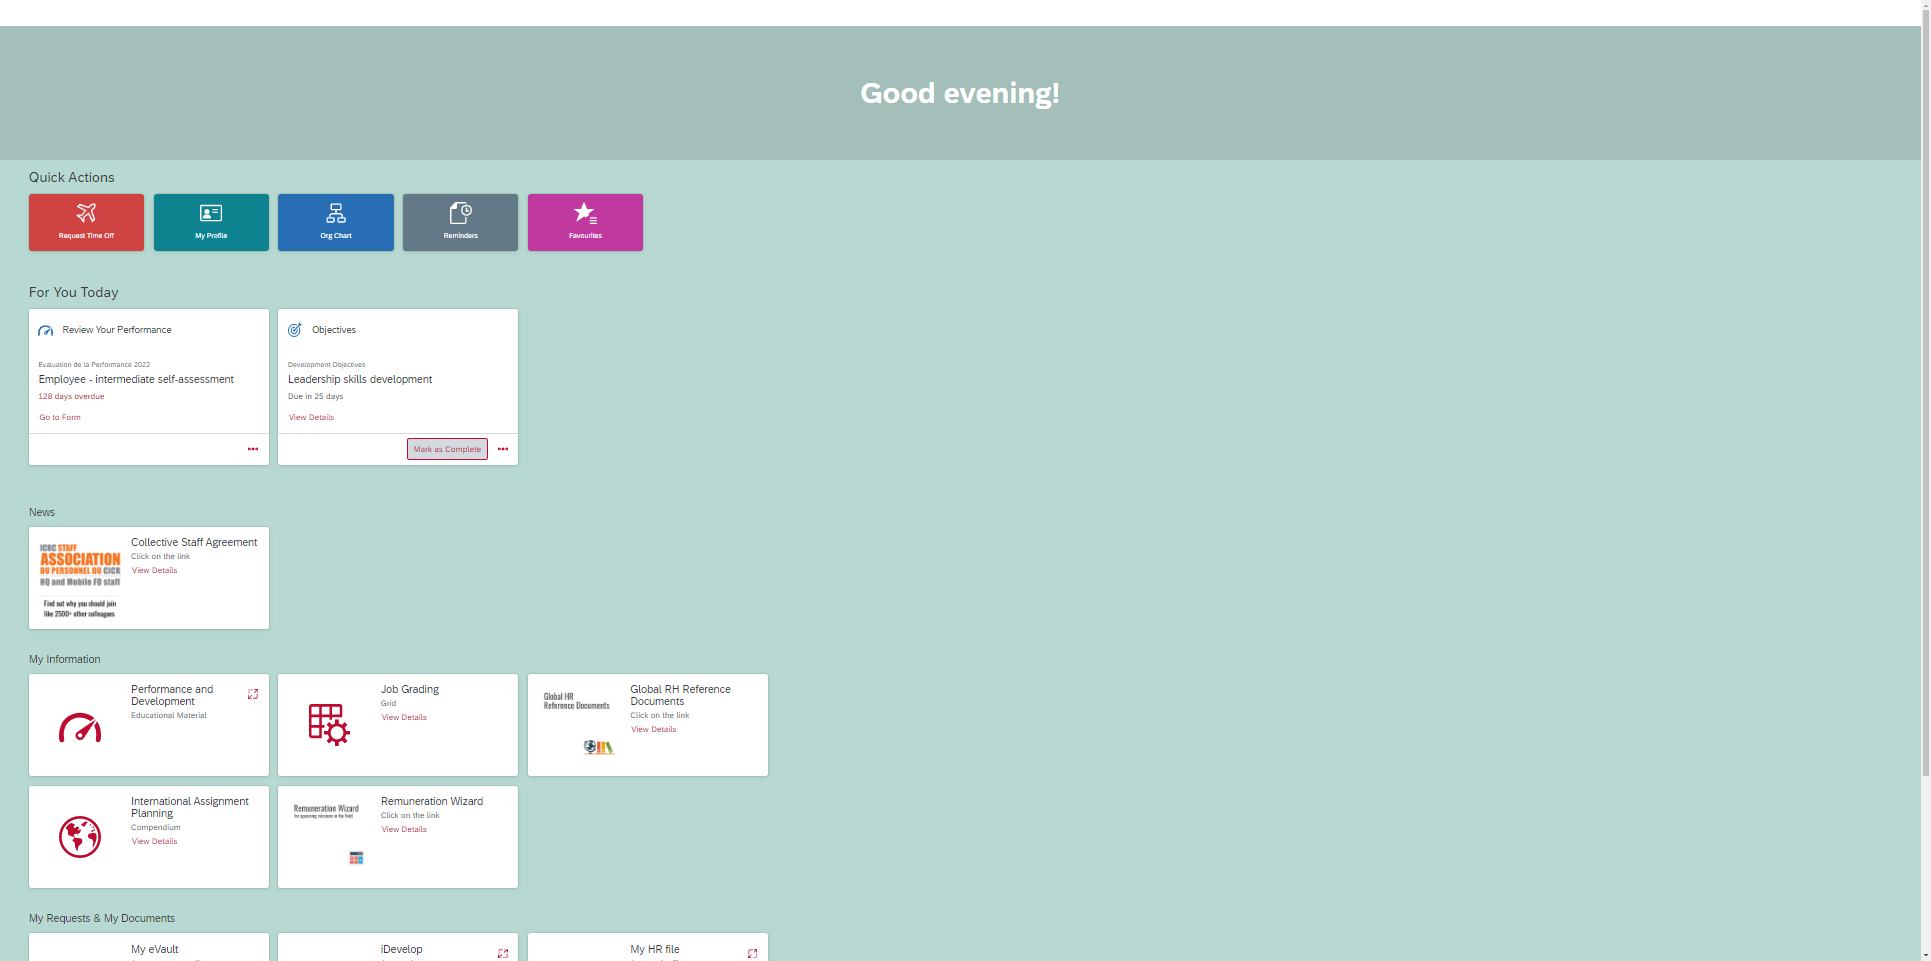 Good evening!
Quick Actions
Request Time Off
My Profile
Org Chart
Reminders
Favourites
For You Today
Review Your Performance
Evaluation de la Performance 2022
Employee - intermediate self-assessment
128 days overdue
Go to Form
Objectives
Development Objectives
Leadership skills development
Due in 25 days
View Details
Mark as Complete
News
ICRC STAFF
ASSOCIATION
DU PERSONNEL DU CICR
HQ and Mobile FD staff
Find out why you should join
like 2500+ other colleagues
Collective Staff Agreement
Click on the link
View Details
My Information
Performance and
Development
Educational Material
Job Grading
Grid
View Details
Global HR
Reference Documents
Global RH Reference
Documents
Click on the link
View Details
International Assignment
Planning
Compendium
View Details
Remuneration Wizard
for upcoming missions in the field
Remuneration Wizard
Click on the link
View Details
My Requests & My Documents
My eVault
iDevelop
My HR file